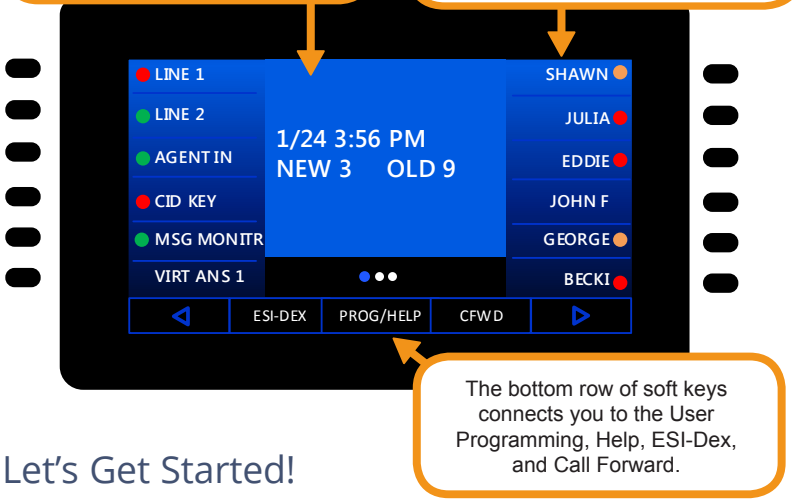 LINE 1
LINE 2
AGENT IN
CID KEY
MSG MONITR
VIRT ANS 1
1/24 3:56 PM
NEW 3 OLD 9
SHAWN
JULIA
EDDIE
JOHN F
GEORGE
BECKI
ESI-DEX PROG/HELP CFWD
The bottom row of soft keys
connects you to the User
Programming, Help, ESI-Dex,
and Call Forward.
Let's Get Started!